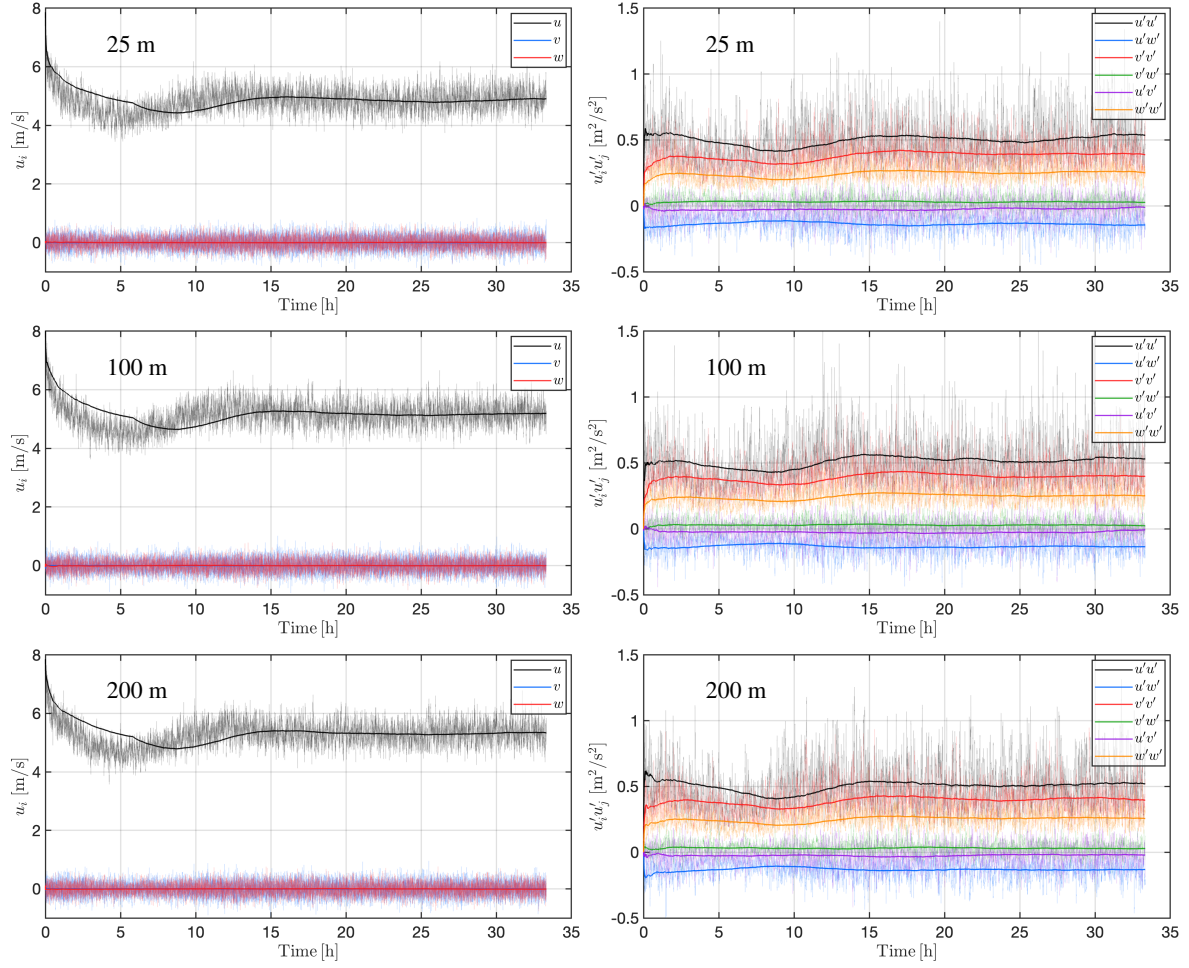 8
6
4
2
0
u_i [m/s]
25 m
u
v
w
0 5 10 15 20 25 30 35
Time [h]
1.5
1
0.5
0
-0.5
u'_i u'_j [m²/s²]
25 m
u'u'
u'w'
v'v'
v'w'
u'v'
w'w'
0 5 10 15 20 25 30 35
Time [h]
8
6
4
2
0
u_i [m/s]
100 m
u
v
w
0 5 10 15 20 25 30 35
Time [h]
1.5
1
0.5
0
-0.5
u'_i u'_j [m²/s²]
100 m
u'u'
u'w'
v'v'
v'w'
u'v'
w'w'
0 5 10 15 20 25 30 35
Time [h]
8
6
4
2
0
u_i [m/s]
200 m
u
v
w
0 5 10 15 20 25 30 35
Time [h]
1.5
1
0.5
0
-0.5
u'_i u'_j [m²/s²]
200 m
u'u'
u'w'
v'v'
v'w'
u'v'
w'w'
0 5 10 15 20 25 30 35
Time [h]